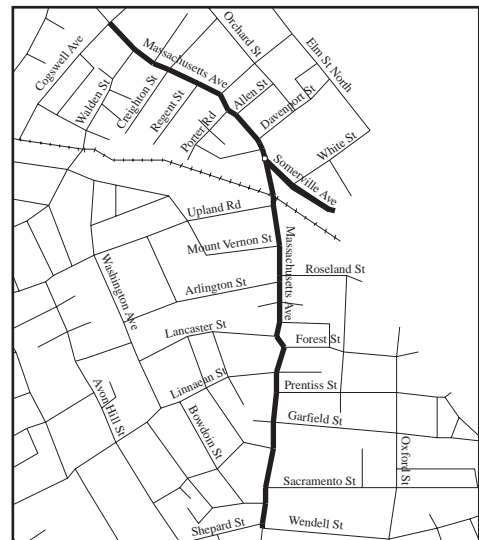 Orchard St
Elm St North
Massachusetts Ave
Cogswell Ave
Walden St
Creighton St
Regent St
Allen St
Davenport St
Porter Rd
White St
Somerville Ave
Upland Rd
Mount Vernon St
Massachusetts Ave
Roseland St
Washington Ave
Arlington St
Lancaster St
Forest St
Linnaean St
Prentiss St
Avon Hill St
Bowdoin St
Garfield St
Oxford St
Sacramento St
Shepard St
Wendell St